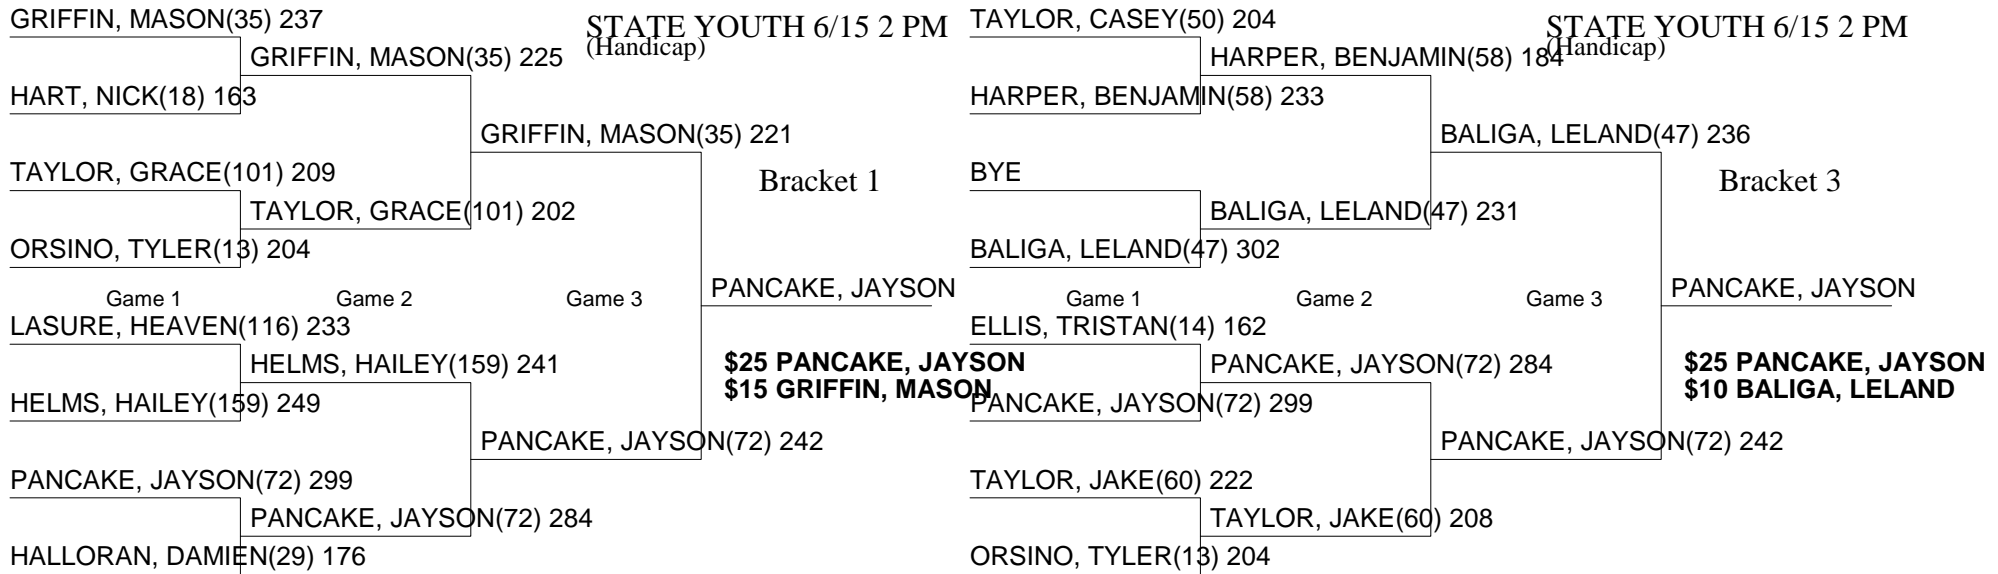 GRIFFIN, MASON(35) 237
STATE YOUTH 6/15 2 PM
(Handicap)
GRIFFIN, MASON(35) 225
HART, NICK(18) 163
GRIFFIN, MASON(35) 221
TAYLOR, GRACE(101) 209
Bracket 1
TAYLOR, GRACE(101) 202
ORSINO, TYLER(13) 204
PANCAKE, JAYSON
Game 1
Game 2
Game 3
LASURE, HEAVEN(116) 233
HELMS, HAILEY(159) 241
$25 PANCAKE, JAYSON
$15 GRIFFIN, MASON
HELMS, HAILEY(159) 249
PANCAKE, JAYSON(72) 242
PANCAKE, JAYSON(72) 299
PANCAKE, JAYSON(72) 284
HALLORAN, DAMIEN(29) 176
TAYLOR, CASEY(50) 204
STATE YOUTH 6/15 2 PM
(Handicap)
HARPER, BENJAMIN(58) 184
HARPER, BENJAMIN(58) 233
BALIGA, LELAND(47) 236
BYE
Bracket 3
BALIGA, LELAND(47) 231
BALIGA, LELAND(47) 302
PANCAKE, JAYSON
Game 1
Game 2
Game 3
ELLIS, TRISTAN(14) 162
PANCAKE, JAYSON(72) 284
$25 PANCAKE, JAYSON
$10 BALIGA, LELAND
PANCAKE, JAYSON(72) 299
PANCAKE, JAYSON(72) 242
TAYLOR, JAKE(60) 222
TAYLOR, JAKE(60) 208
ORSINO, TYLER(13) 204